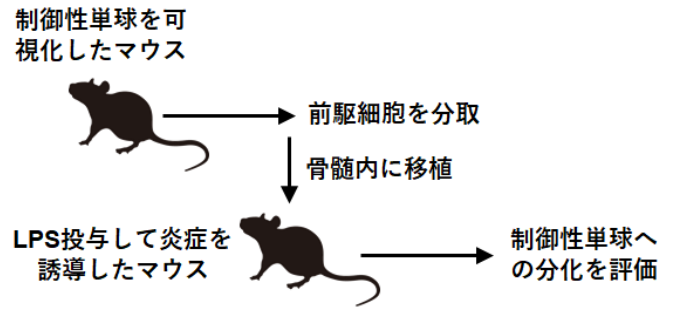 制御性単球を可
視化したマウス
前駆細胞を分取
骨髄内に移植
LPS投与して炎症を
誘導したマウス
制御性単球へ
の分化を評価